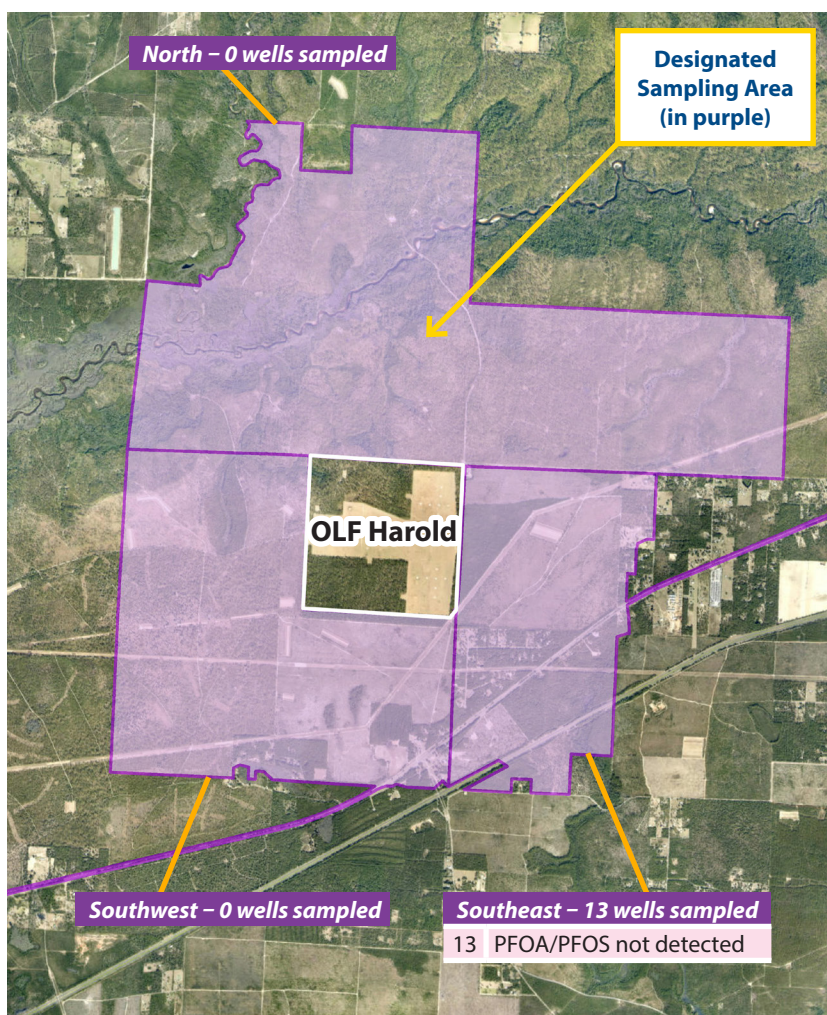 North – 0 wells sampled
Designated
Sampling Area
(in purple)
OLF Harold
Southwest – 0 wells sampled
Southeast – 13 wells sampled
13 PFOA/PFOS not detected